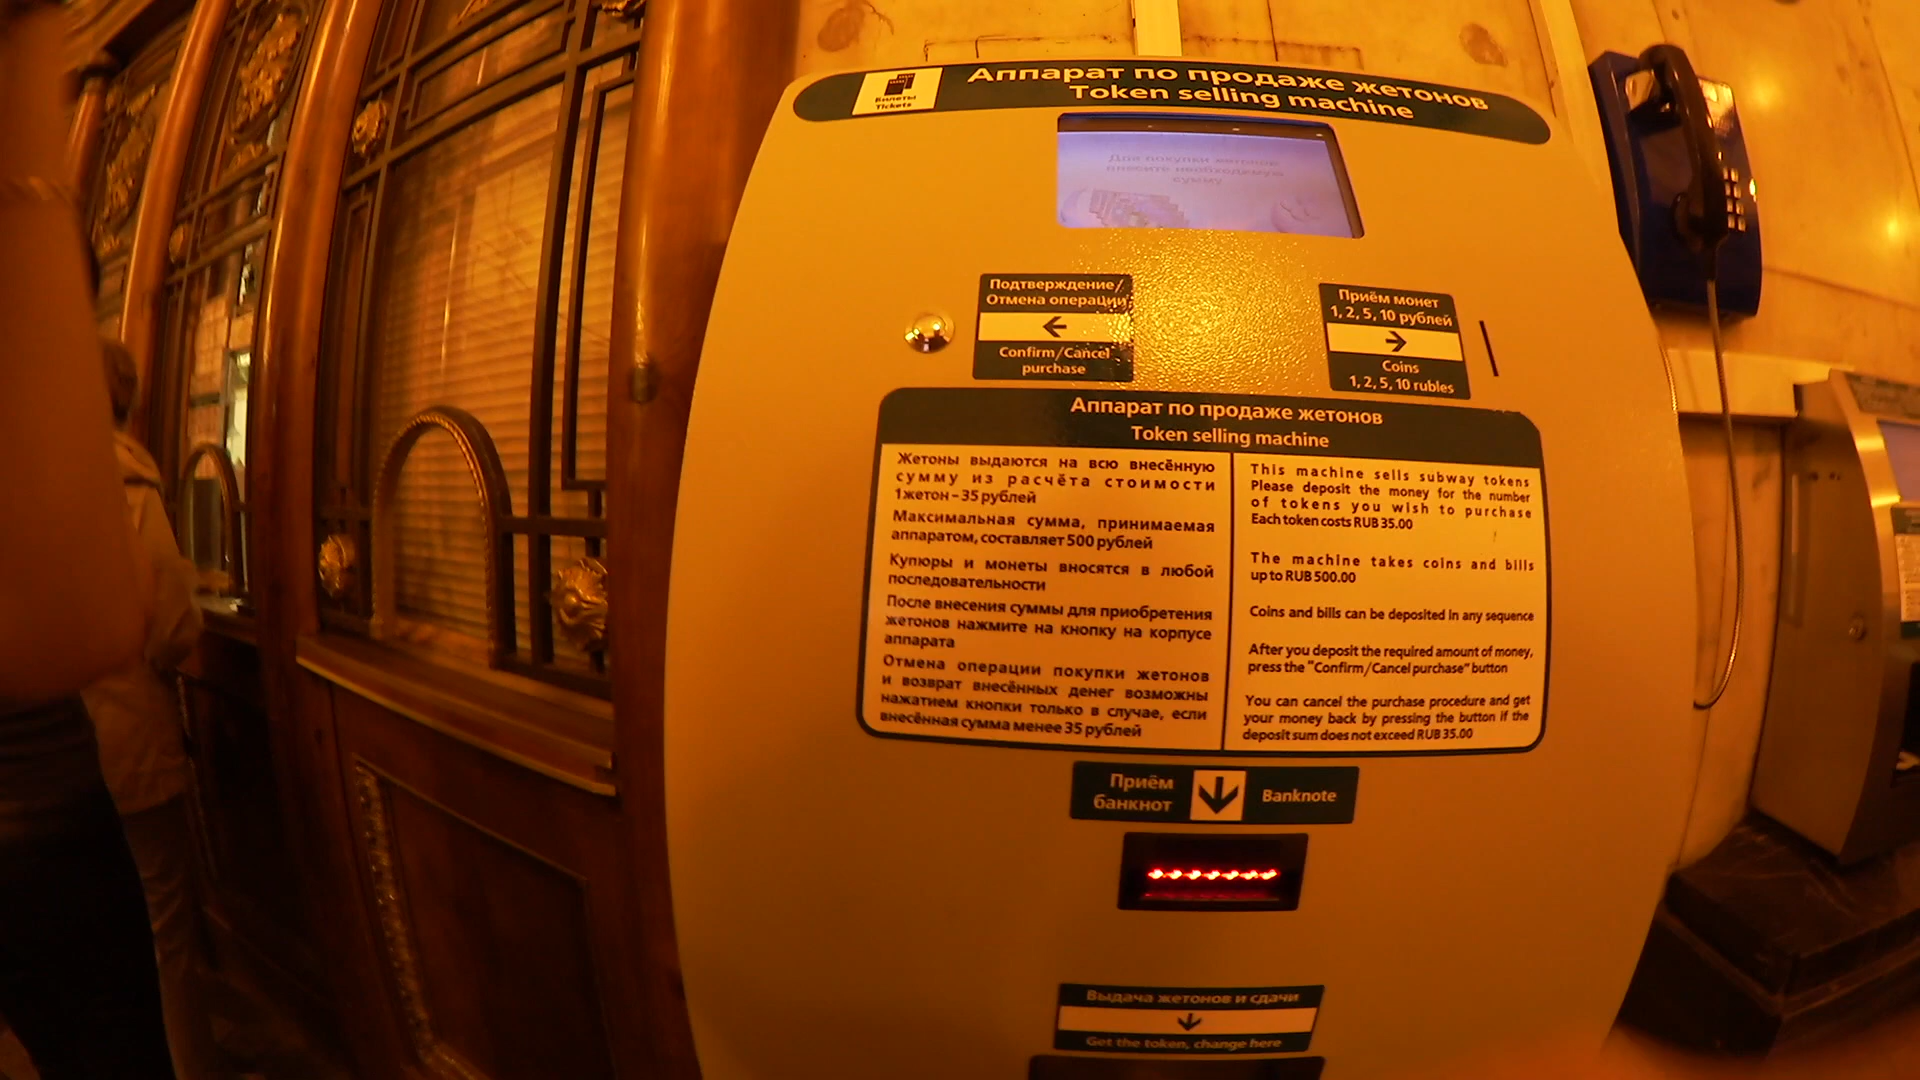 Билеты
Tickets
Аппарат по продаже жетонов
Token selling machine
Для покупки жетонов
внесите необходимую
сумму
Подтверждение/
Отмена операции
Confirm/Cancel
purchase
Приём монет
1, 2, 5, 10 рублей
Coins
1, 2, 5, 10 rubles
Аппарат по продаже жетонов
Token selling machine
Жетоны выдаются на всю внесённую
сумму из расчёта стоимости
1жетон – 35 рублей
Максимальная сумма, принимаемая
аппаратом, составляет 500 рублей
Купюры и монеты вносятся в любой
последовательности
После внесения суммы для приобретения
жетонов нажмите на кнопку на корпусе
аппарата
Отмена операции покупки жетонов
и возврат внесённых денег возможны
нажатием кнопки только в случае, если
внесённая сумма менее 35 рублей
This machine sells subway tokens
Please deposit the money for the number
of tokens you wish to purchase
Each token costs RUB 35.00
The machine takes coins and bills
up to RUB 500.00
Coins and bills can be deposited in any sequence
After you deposit the required amount of money,
press the "Confirm/Cancel purchase" button
You can cancel the purchase procedure and get
your money back by pressing the button if the
deposit sum does not exceed RUB 35.00
Приём
банкнот
Banknote
Выдача жетонов и сдачи
Get the token, change here